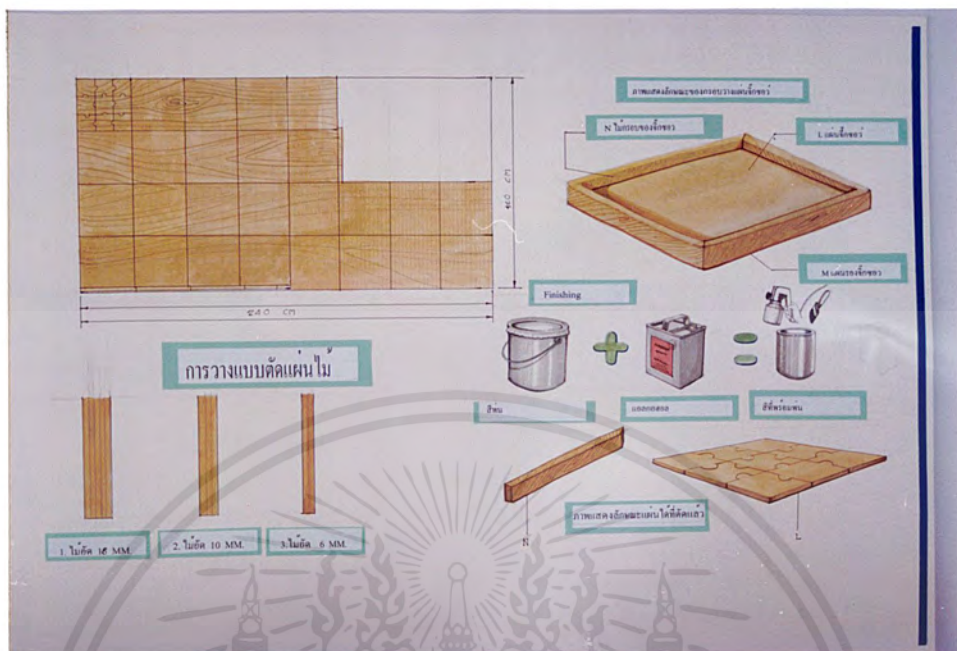 ภาพแสดงลักษณะของกรอบวางแผ่นจิ๊กซอว์
N ไม้กรอบของจิ๊กซอว
L แผ่นจิ๊กซอว์
M แผ่นรองจิ๊กซอว
240 CM
Finishing
การวางแบบตัดแผ่นไม้
สีพ่น
แอลกอฮอล
สีที่พร้อมพ่น
N
L
ภาพแสดงลักษณะแผ่นไม้ที่ตัดแล้ว
1. ไม้อัด 18 MM.
2. ไม้อัด 10 MM.
3.ไม้อัด 6 MM.